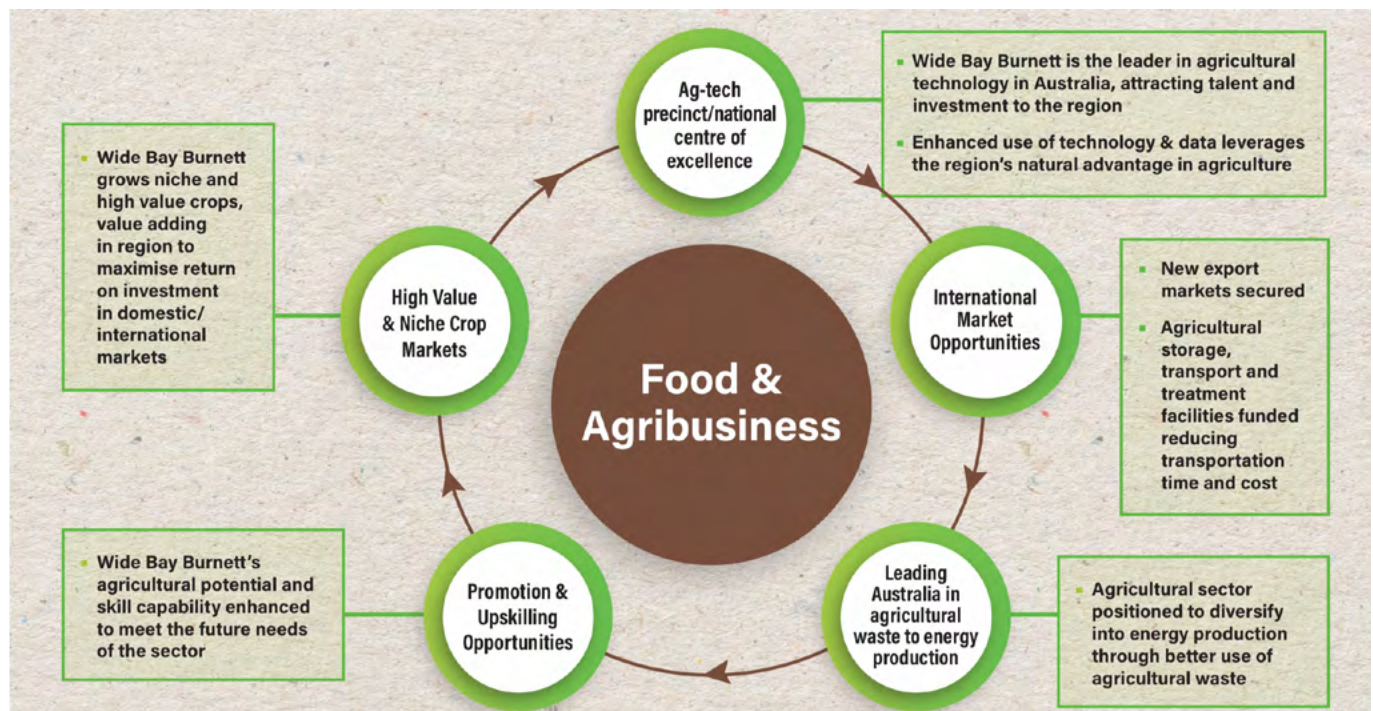 Ag-tech
precinct/national
centre of
excellence
▪ Wide Bay Burnett is the leader in agricultural
technology in Australia, attracting talent and
investment to the region
▪ Enhanced use of technology & data leverages
the region's natural advantage in agriculture
International
Market
Opportunities
▪ New export
markets secured
▪ Agricultural
storage,
transport and
treatment
facilities funded
reducing
transportation
time and cost
Leading
Australia in
agricultural
waste to energy
production
▪ Agricultural sector
positioned to diversify
into energy production
through better use of
agricultural waste
Promotion &
Upskilling
Opportunities
▪ Wide Bay Burnett's
agricultural potential and
skill capability enhanced
to meet the future needs
of the sector
High Value
& Niche Crop
Markets
▪ Wide Bay Burnett
grows niche and
high value crops,
value adding
in region to
maximise return
on investment
in domestic/
international
markets
Food &
Agribusiness